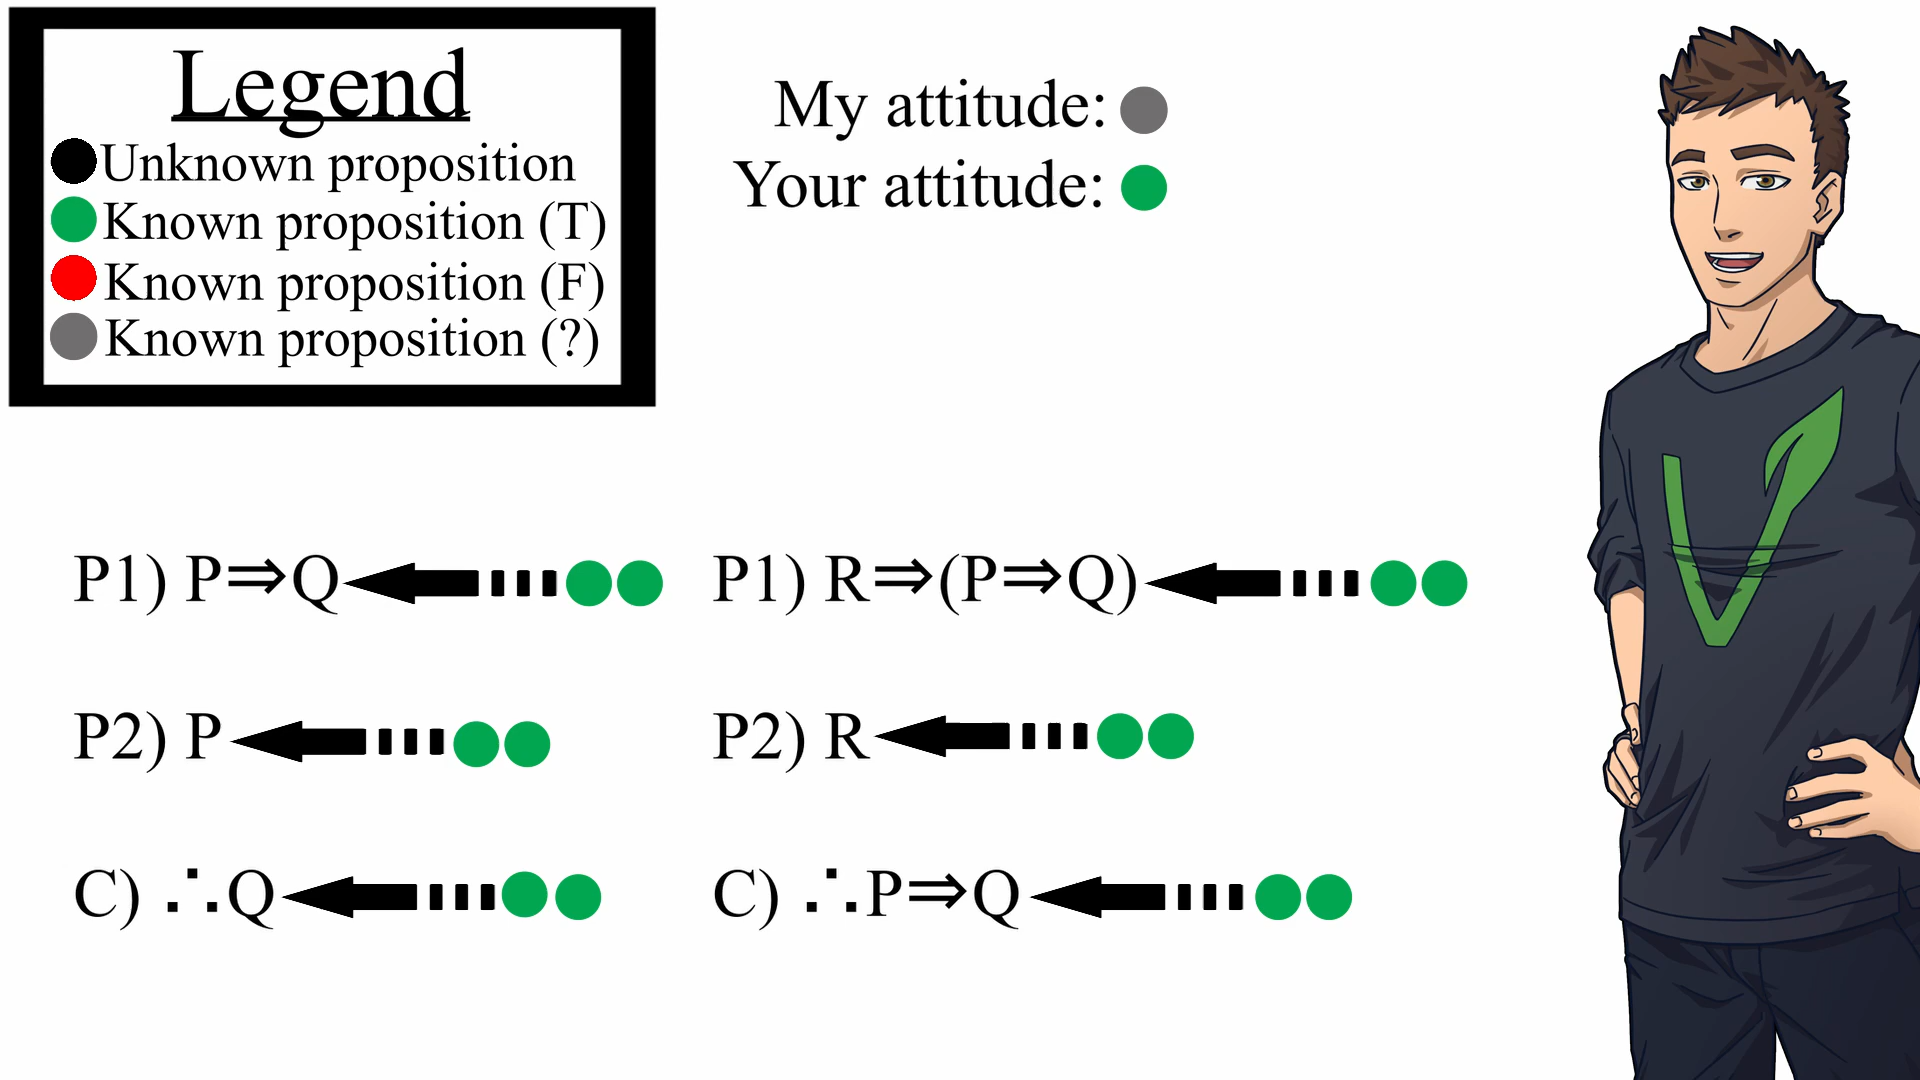 Legend
Unknown proposition
Known proposition (T)
Known proposition (F)
Known proposition (?)
My attitude:
Your attitude:
P1) P⇒Q
P2) P
C) ∴Q
P1) R⇒(P⇒Q)
P2) R
C) ∴P⇒Q